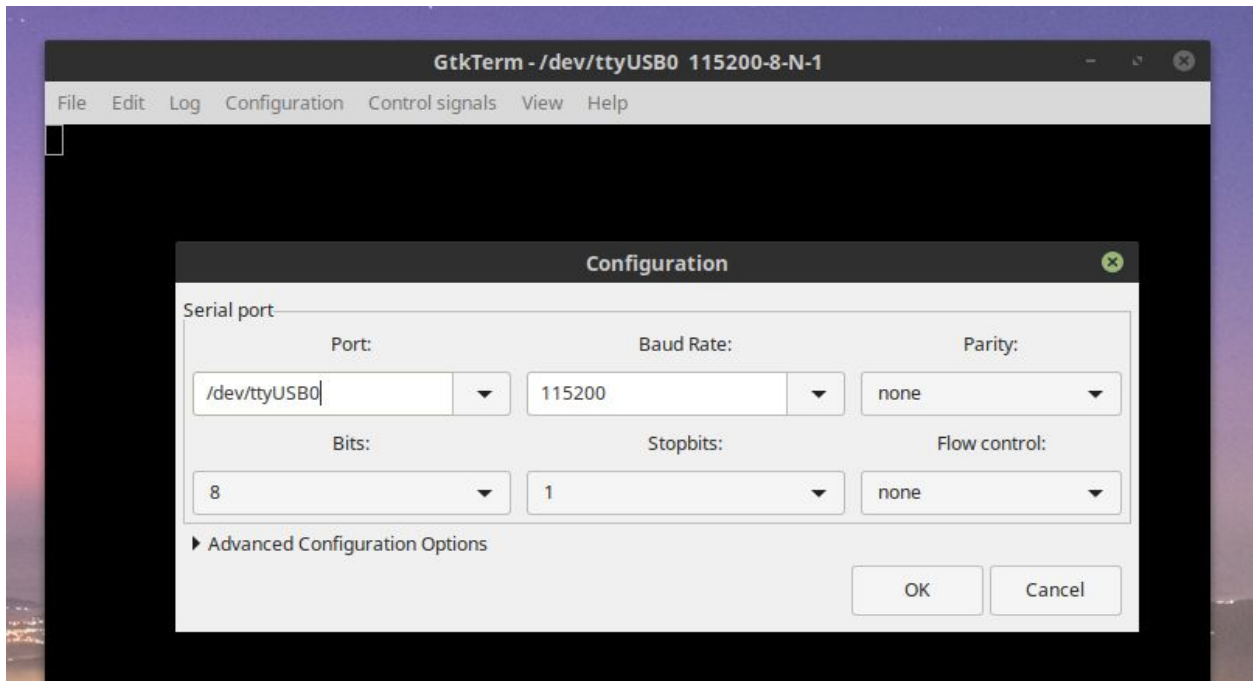 GtkTerm - /dev/ttyUSB0 115200-8-N-1
File Edit Log Configuration Control signals View Help
Configuration
Serial port
Port: Baud Rate: Parity:
/dev/ttyUSB0 115200 none
Bits: Stopbits: Flow control:
8 1 none
Advanced Configuration Options
OK Cancel